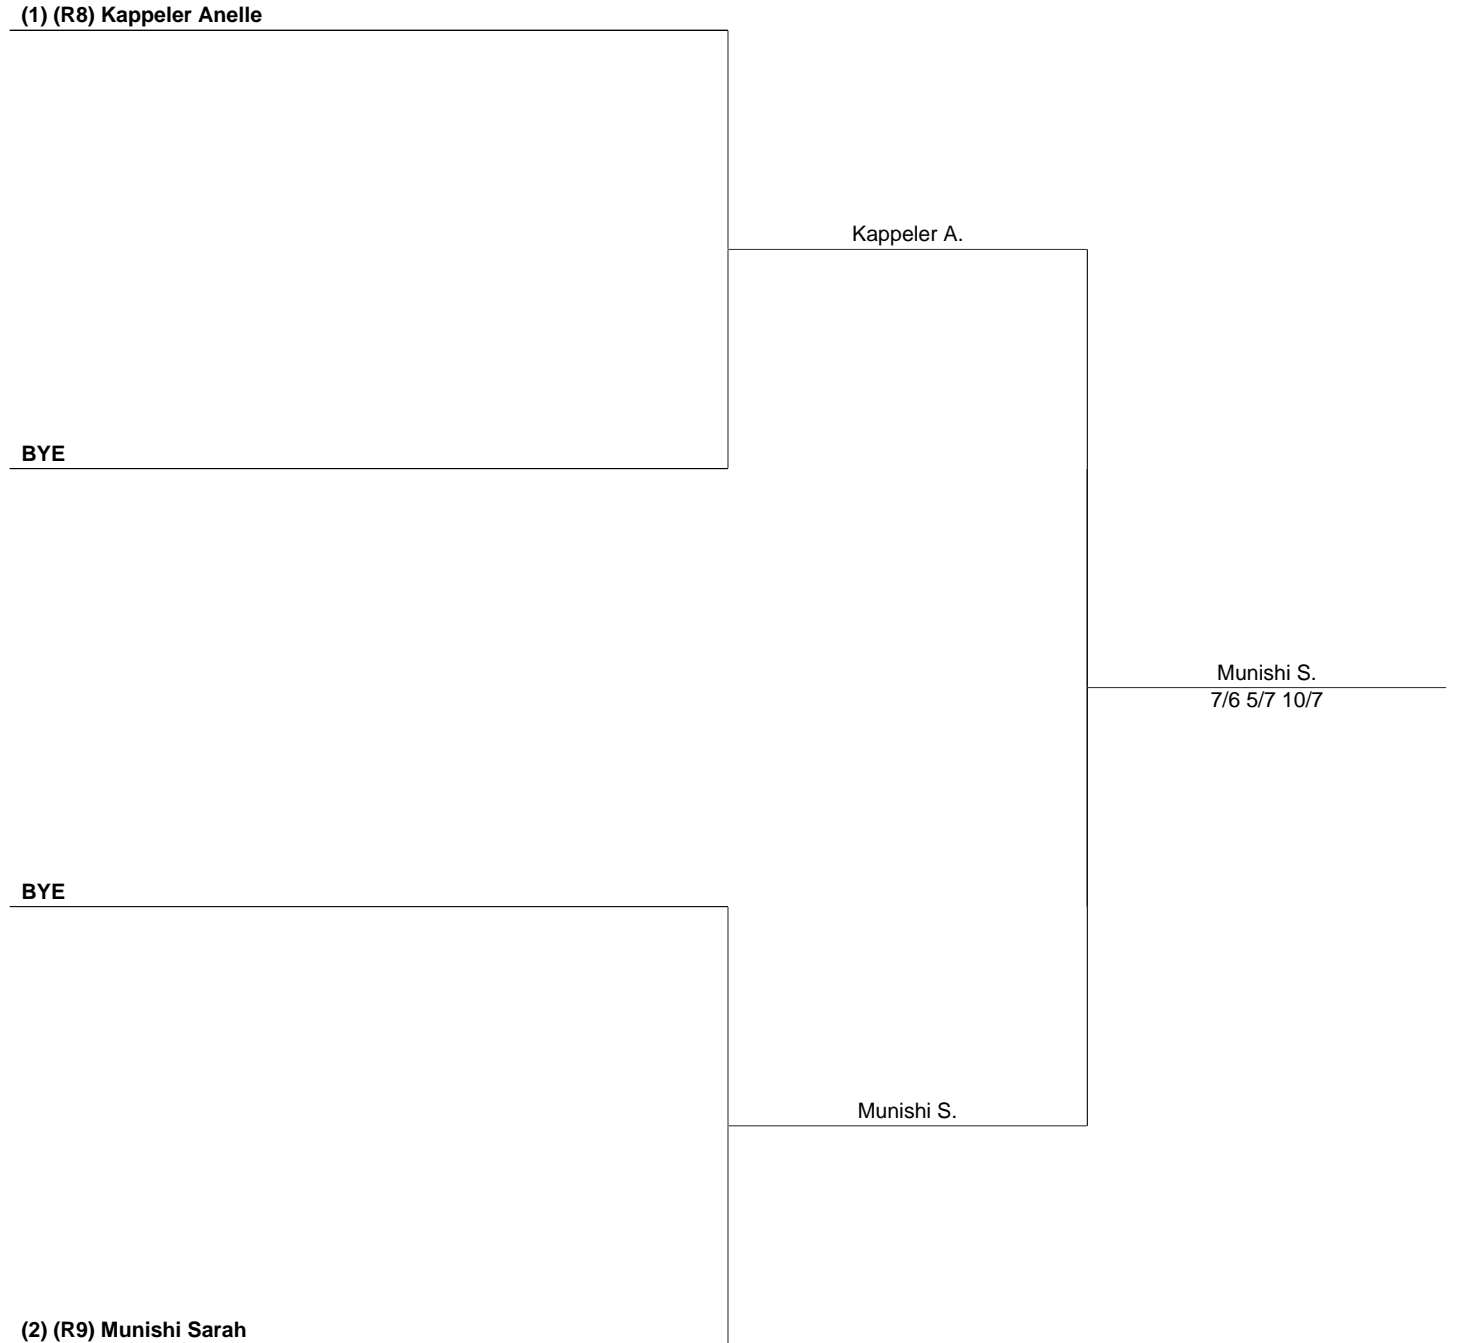 (1) (R8) Kappeler Anelle
Kappeler A.
BYE
Munishi S.
7/6 5/7 10/7
BYE
Munishi S.
(2) (R9) Munishi Sarah